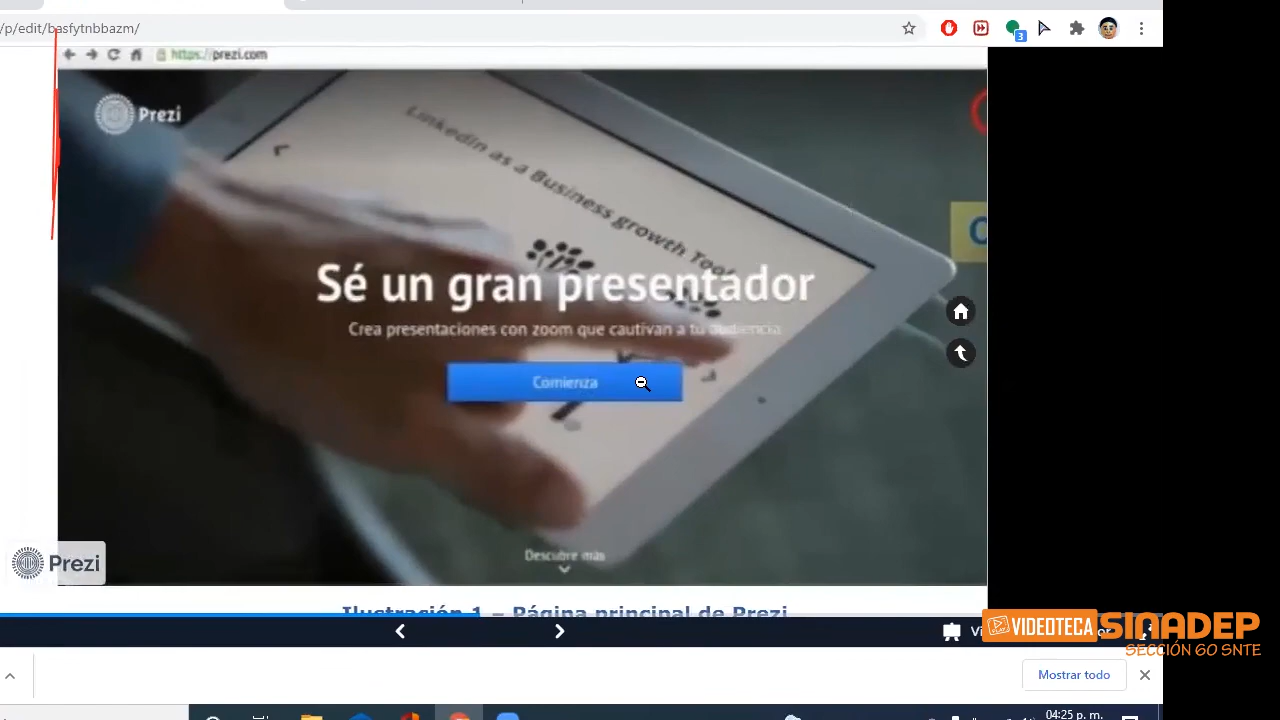 /p/edit/basfytnbbazm/
3
https://prezi.com
Prezi
LinkedIn as a Business growth Tool
Sé un gran presentador
Crea presentaciones con zoom que cautivan a tu audiencia
Comienza
Descubre más
Prezi
Ilustración 1 – Página principal de Prezi
VIDEOTECA SINADEP
SECCIÓN 60 SNTE
Mostrar todo
04:25 p. m.